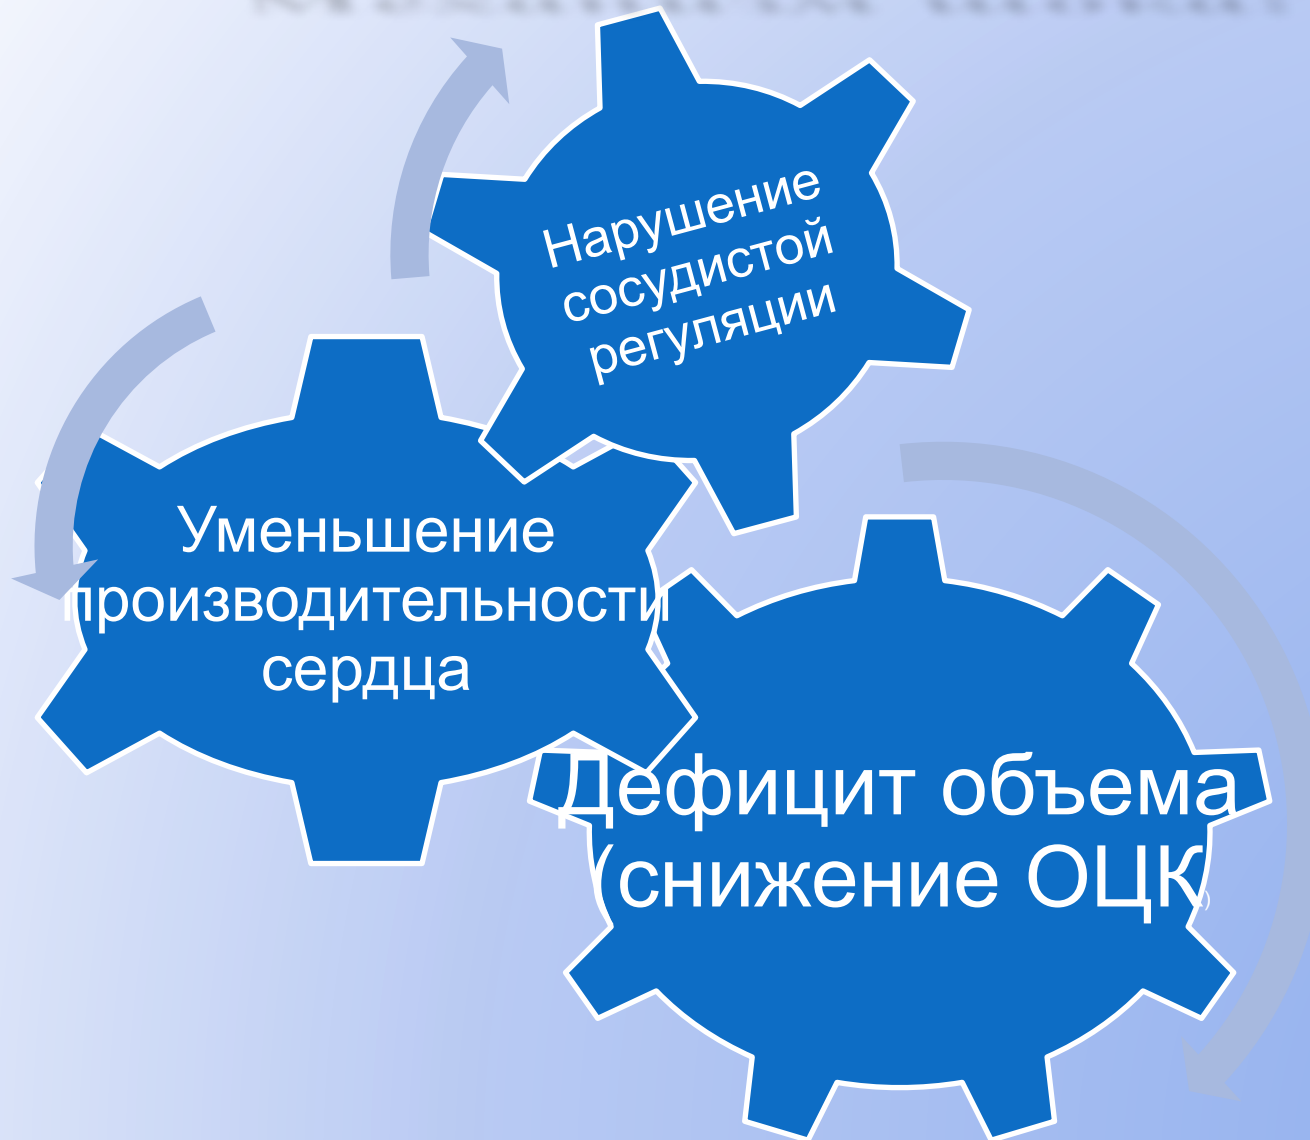 Нарушение
сосудистой
регуляции
Уменьшение
производительности
сердца
Дефицит объема
(снижение ОЦК)